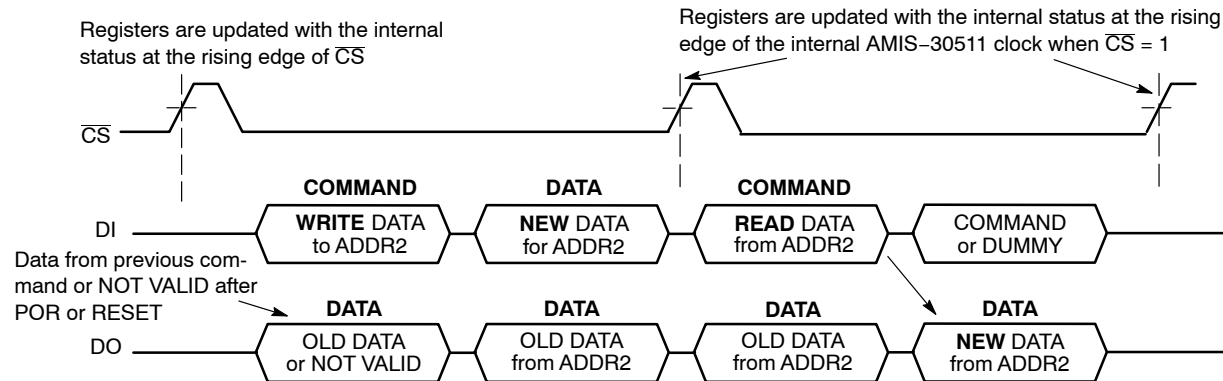 Registers are updated with the internal
status at the rising edge of C̅S̅
Registers are updated with the internal status at the rising
edge of the internal AMIS−30511 clock when C̅S̅ = 1
C̅S̅
COMMAND
DATA
COMMAND
DI
WRITE DATA
to ADDR2
NEW DATA
for ADDR2
READ DATA
from ADDR2
COMMAND
or DUMMY
Data from previous com-
mand or NOT VALID after
POR or RESET
DATA
DATA
DATA
DATA
DO
OLD DATA
or NOT VALID
OLD DATA
from ADDR2
OLD DATA
from ADDR2
NEW DATA
from ADDR2